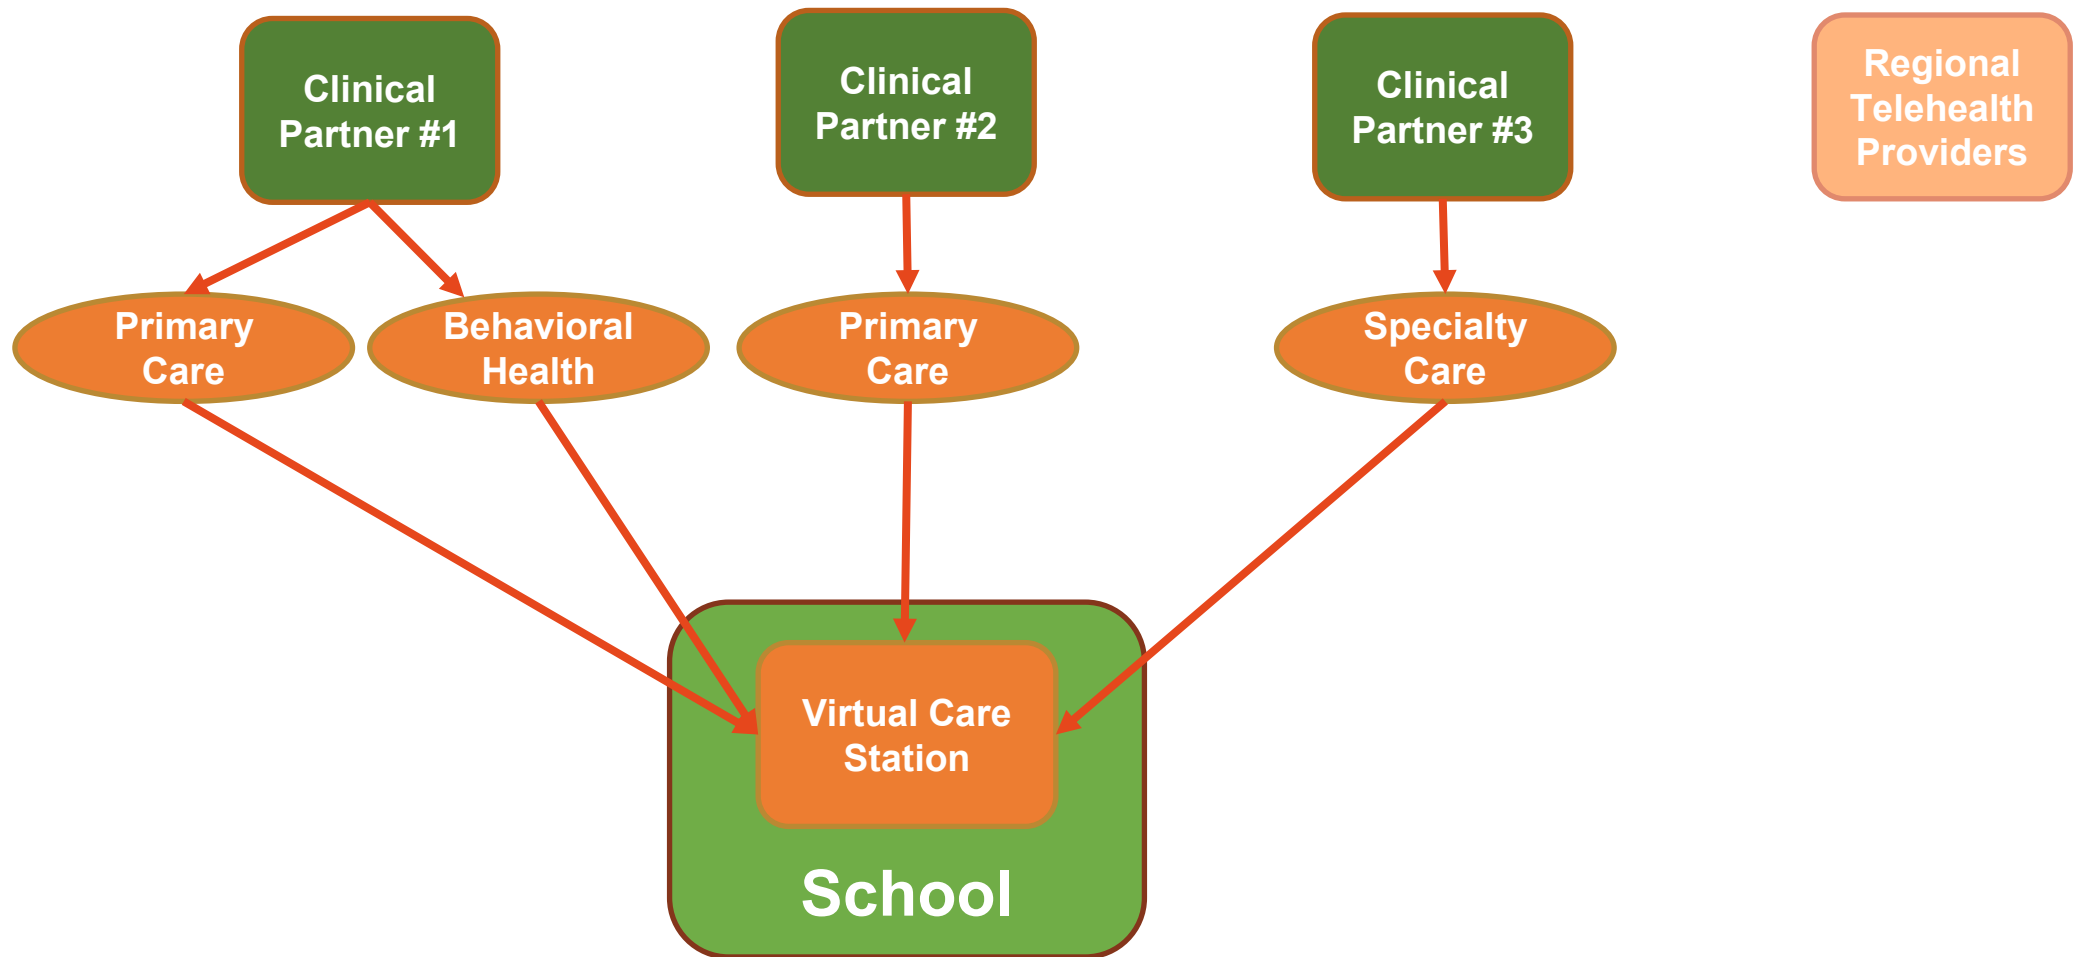 Clinical
Partner #1
Clinical
Partner #2
Clinical
Partner #3
Regional
Telehealth
Providers
Primary
Care
Behavioral
Health
Primary
Care
Specialty
Care
Virtual Care
Station
School